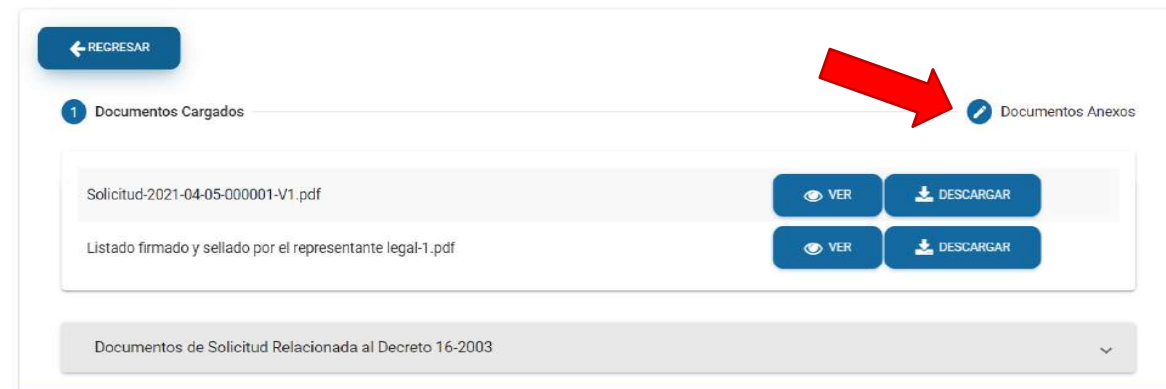 REGRESAR
1 Documentos Cargados Documentos Anexos
Solicitud-2021-04-05-000001-V1.pdf VER DESCARGAR
Listado firmado y sellado por el representante legal-1.pdf VER DESCARGAR
Documentos de Solicitud Relacionada al Decreto 16-2003